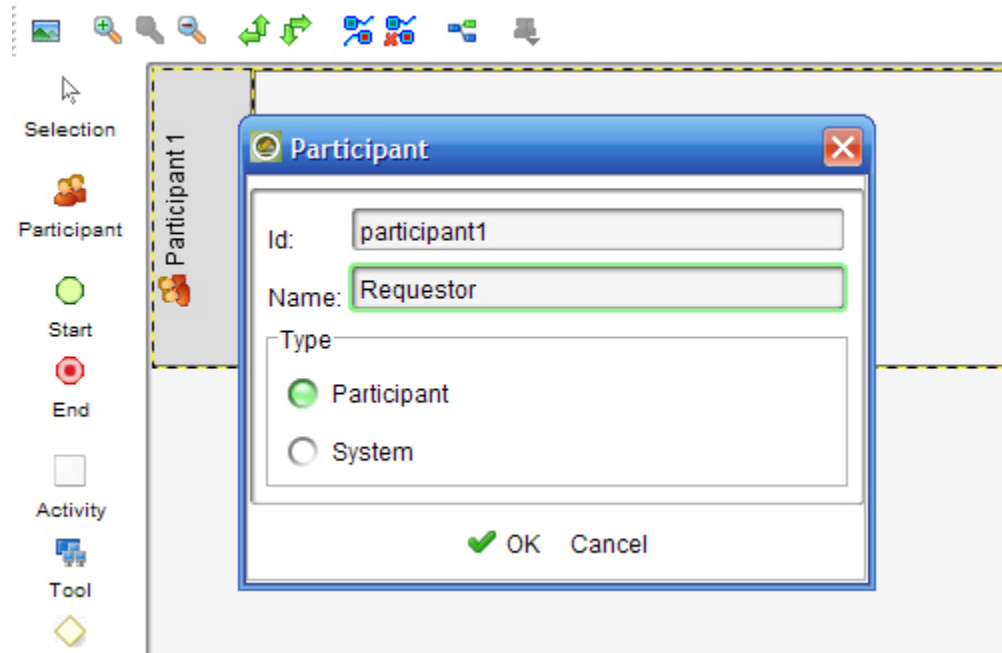 Selection
Participant
Start
End
Activity
Tool
Participant 1
Participant
Id: participant1
Name: Requestor
Type
Participant
System
OK Cancel